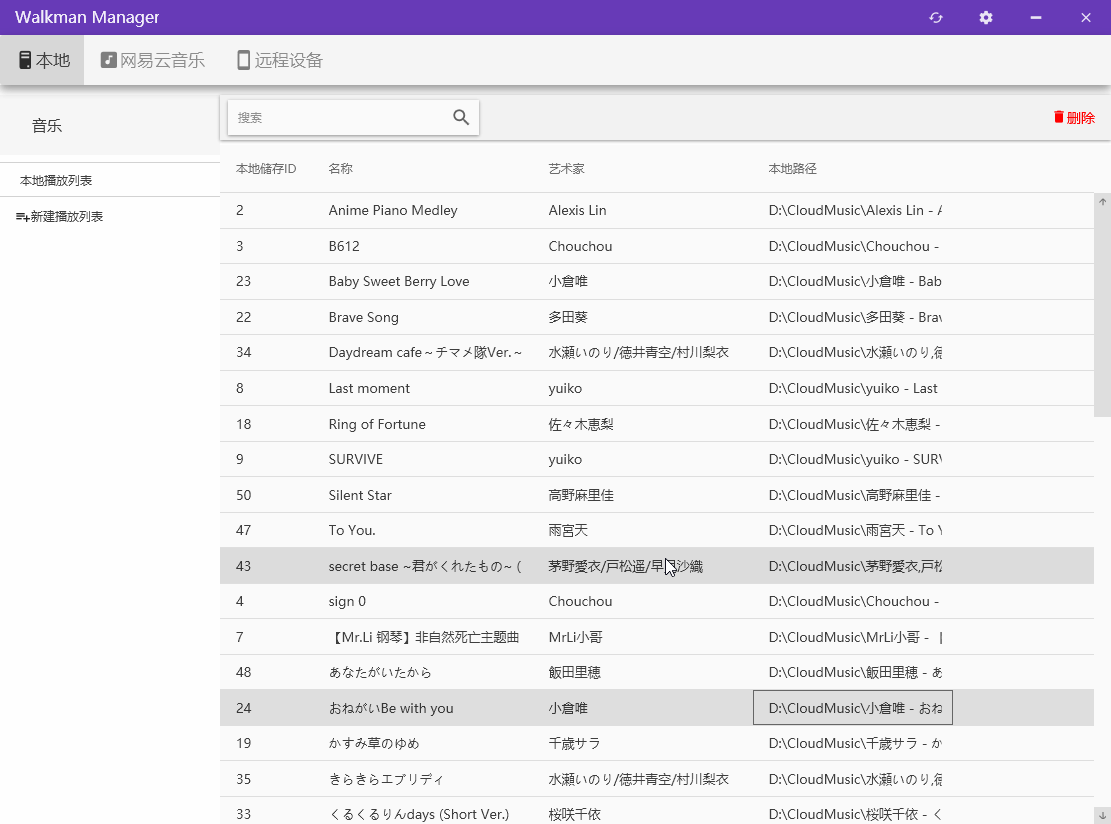 Walkman Manager
本地 网易云音乐 远程设备
音乐
搜索
删除
本地播放列表
新建播放列表
本地储存ID 名称 艺术家 本地路径
2 Anime Piano Medley Alexis Lin D:\CloudMusic\Alexis Lin - A
3 B612 Chouchou D:\CloudMusic\Chouchou -
23 Baby Sweet Berry Love 小倉唯 D:\CloudMusic\小倉唯 - Bab
22 Brave Song 多田葵 D:\CloudMusic\多田葵 - Brav
34 Daydream cafe～チマメ隊Ver.～ 水瀬いのり/徳井青空/村川梨衣 D:\CloudMusic\水瀬いのり,徳
8 Last moment yuiko D:\CloudMusic\yuiko - Last
18 Ring of Fortune 佐々木恵梨 D:\CloudMusic\佐々木恵梨 -
9 SURVIVE yuiko D:\CloudMusic\yuiko - SURV
50 Silent Star 高野麻里佳 D:\CloudMusic\高野麻里佳 -
47 To You. 雨宮天 D:\CloudMusic\雨宮天 - To Y
43 secret base ~君がくれたもの~ ( 茅野愛衣/戸松遥/早見沙織 D:\CloudMusic\茅野愛衣,戸松
4 sign 0 Chouchou D:\CloudMusic\Chouchou -
7 【Mr.Li 钢琴】非自然死亡主题曲 MrLi小哥 D:\CloudMusic\MrLi小哥 -
48 あなたがいたから 飯田里穂 D:\CloudMusic\飯田里穂 - あ
24 おねがいBe with you 小倉唯 D:\CloudMusic\小倉唯 - おね
19 かすみ草のゆめ 千歳サラ D:\CloudMusic\千歳サラ - か
35 きらきらエブリディ 水瀬いのり/徳井青空/村川梨衣 D:\CloudMusic\水瀬いのり,徳
33 くるくるりんdays (Short Ver.) 桜咲千依 D:\CloudMusic\桜咲千依 - く